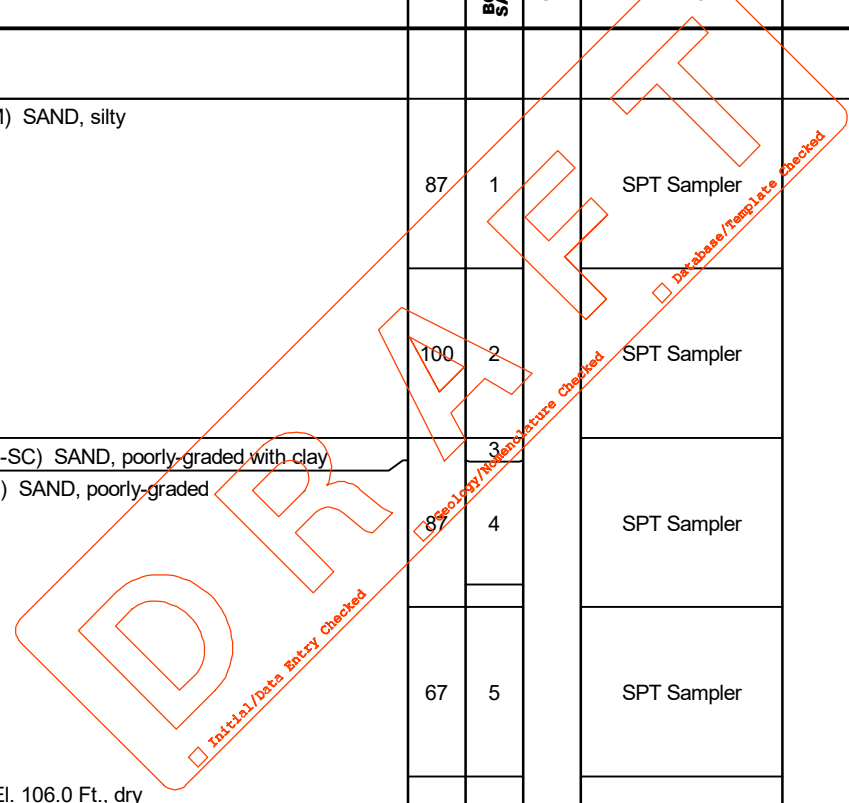 M) SAND, silty
87 1 SPT Sampler
100 2 SPT Sampler
3
-SC) SAND, poorly-graded with clay
) SAND, poorly-graded
87 4 SPT Sampler
67 5 SPT Sampler
El. 106.0 Ft., dry
DRAFT
Initial/Data Entry Checked
Geology/Nomenclature Checked
Database/Template Checked